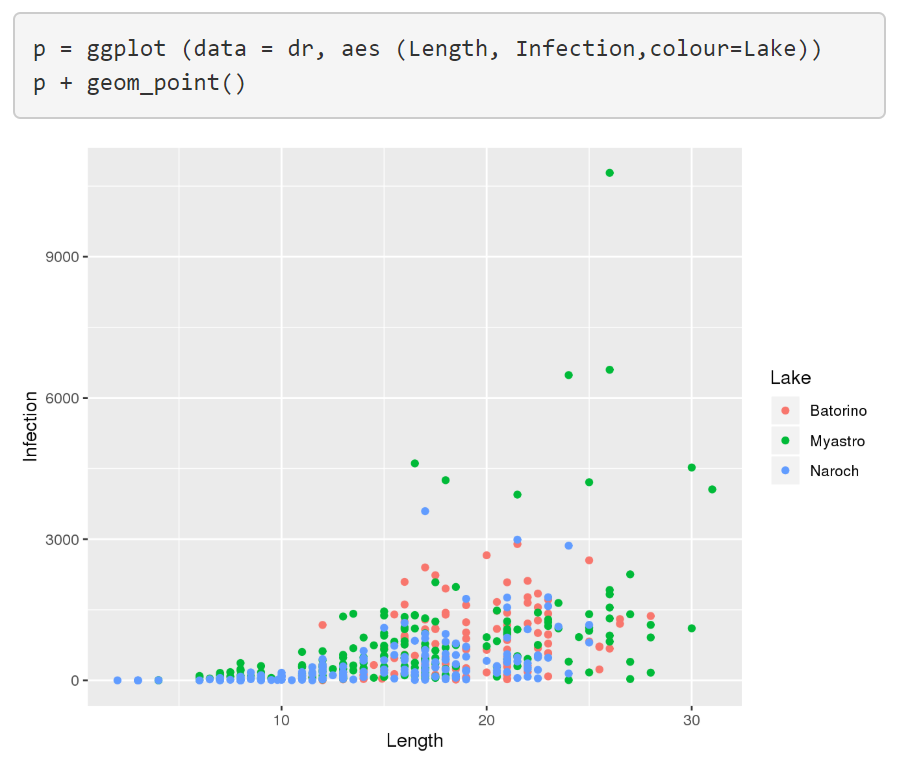 p = ggplot (data = dr, aes (Length, Infection,colour=Lake))
p + geom_point()
9000
6000
3000
0
Infection
10 20 30
Length
Lake
Batorino
Myastro
Naroch